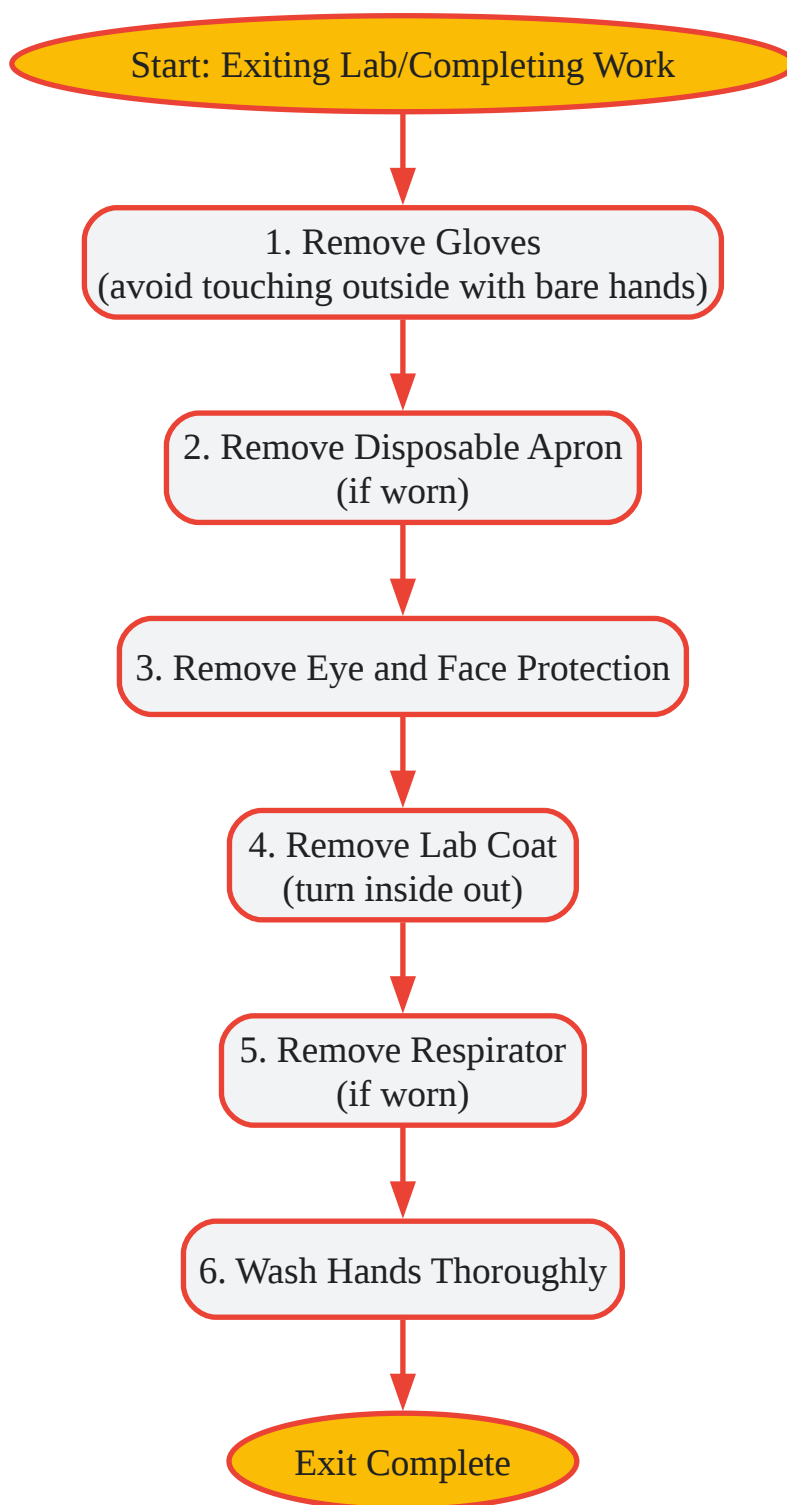 Start: Exiting Lab/Completing Work
1. Remove Gloves
(avoid touching outside with bare hands)
2. Remove Disposable Apron
(if worn)
3. Remove Eye and Face Protection
4. Remove Lab Coat
(turn inside out)
5. Remove Respirator
(if worn)
6. Wash Hands Thoroughly
Exit Complete